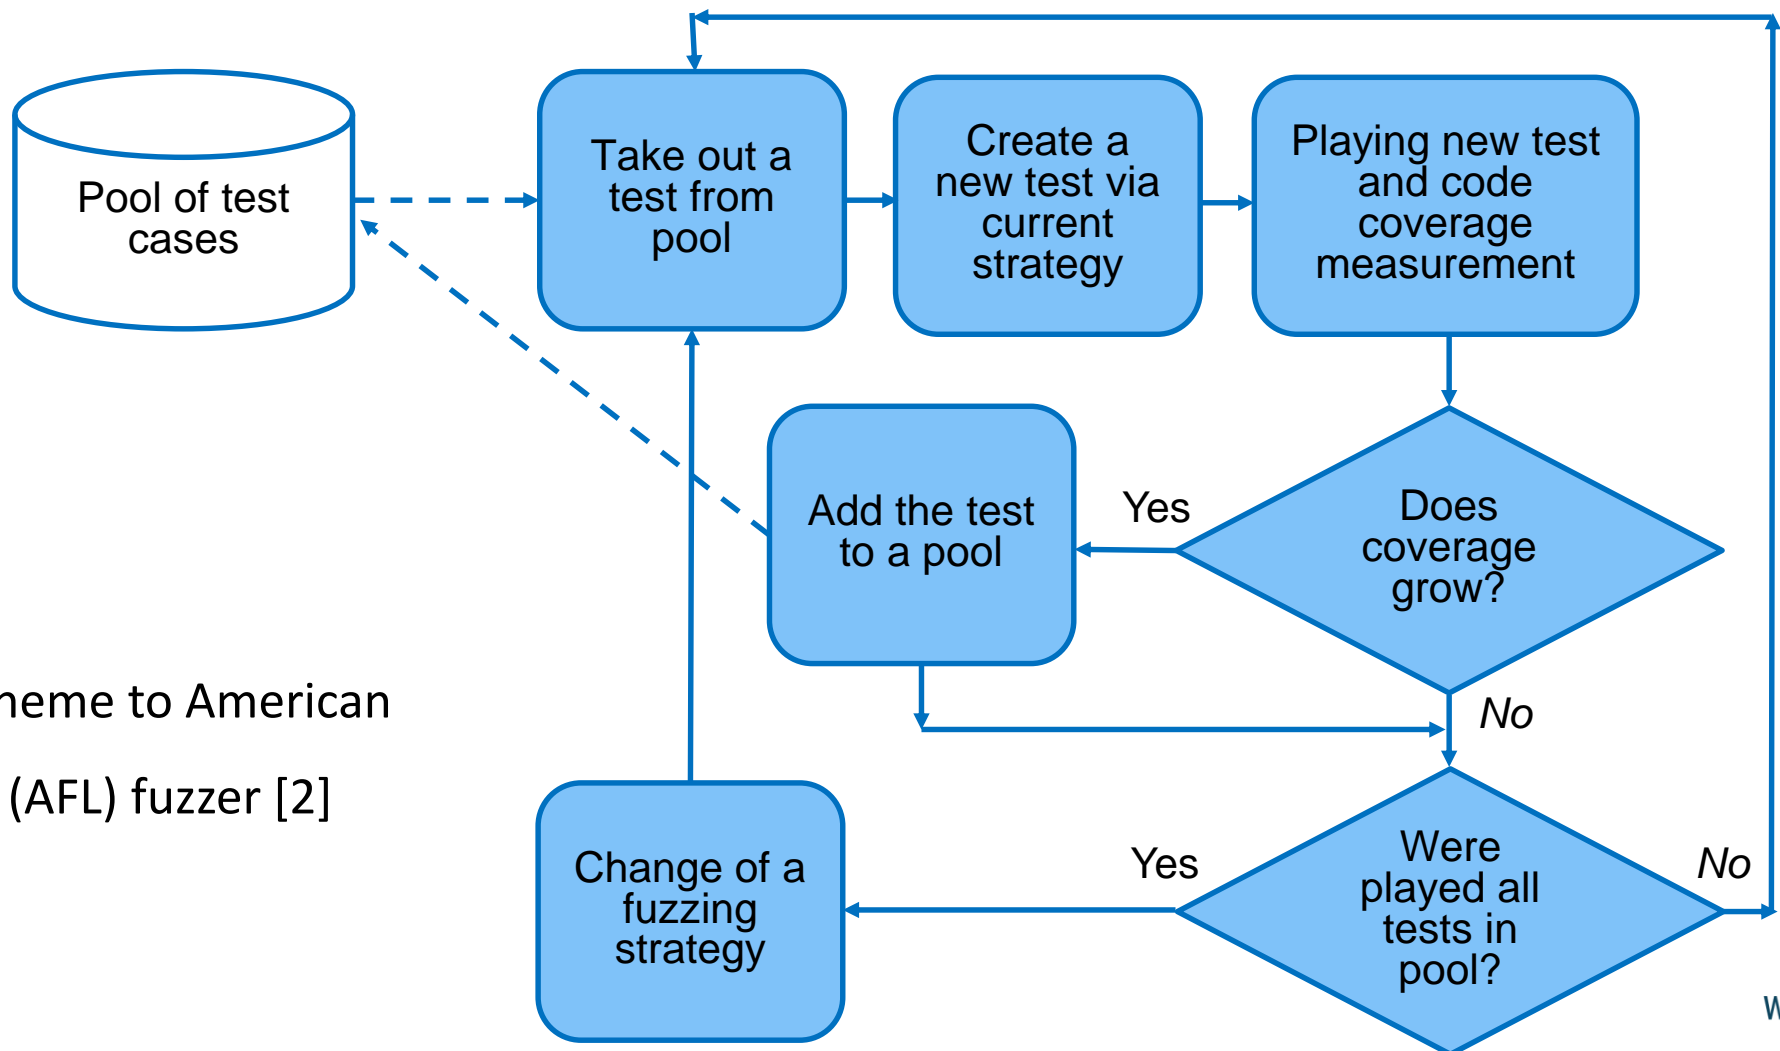 Pool of test
cases
Take out a
test from
pool
Create a
new test via
current
strategy
Playing new test
and code
coverage
measurement
Does
coverage
grow?
Yes
Add the test
to a pool
No
Were
played all
tests in
pool?
Yes
No
Change of a
fuzzing
strategy
to American
(AFL) fuzzer [2]